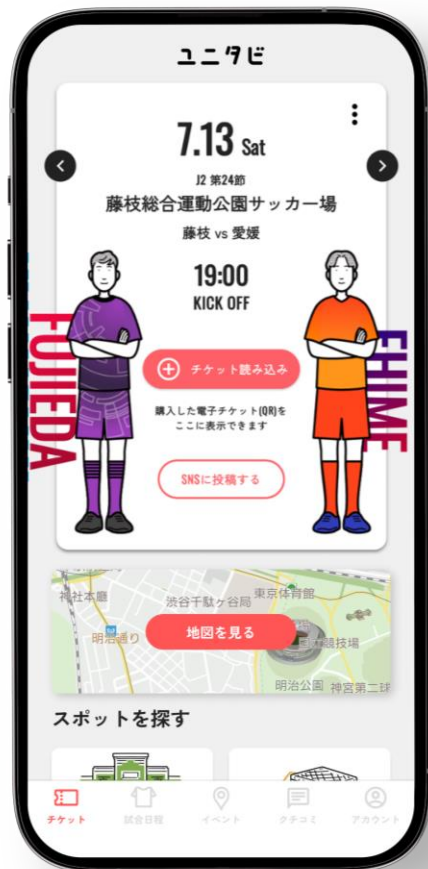 ユニタビ
7.13 Sat
J2 第24節
藤枝総合運動公園サッカー場
藤枝 vs 愛媛
19:00
KICK OFF
FUJIEDA
EHIME
チケット読み込み
購入した電子チケット(QR)を
ここに表示できます
SNSに投稿する
神社本廳
渋谷千駄ヶ谷局
東京体育館
明治通り
地図を見る
競技場
明治公園
神宮第二球
スポットを探す
チケット
試合日程
イベント
クチコミ
アカウント